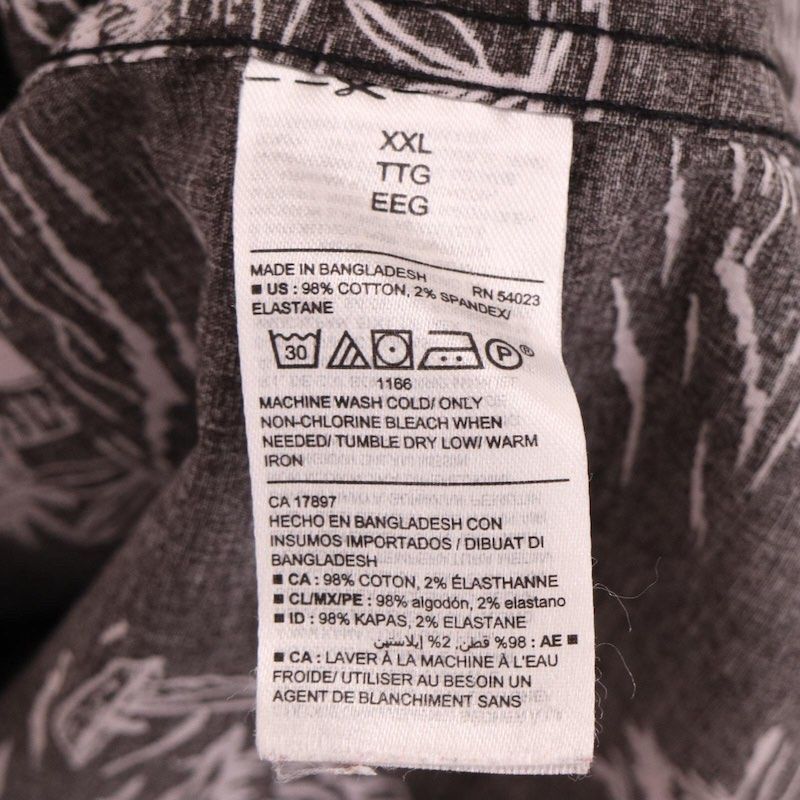 XXL
TTG
EEG
MADE IN BANGLADESH RN 54023
■ US : 98% COTTON, 2% SPANDEX/
ELASTANE
30 P®
1166
MACHINE WASH COLD/ ONLY
NON-CHLORINE BLEACH WHEN
NEEDED/ TUMBLE DRY LOW/ WARM
IRON
CA 17897
HECHO EN BANGLADESH CON
INSUMOS IMPORTADOS / DIBUAT DI
BANGLADESH
■ CA : 98% COTON, 2% ÉLASTHANNE
■ CL/MX/PE : 98% algodón, 2% elastano
■ ID : 98% KAPAS, 2% ELASTANE
■ AE : 98% قطن, 2% إيلاستين
■ CA : LAVER À LA MACHINE À L'EAU
FROIDE/ UTILISER AU BESOIN UN
AGENT DE BLANCHIMENT SANS